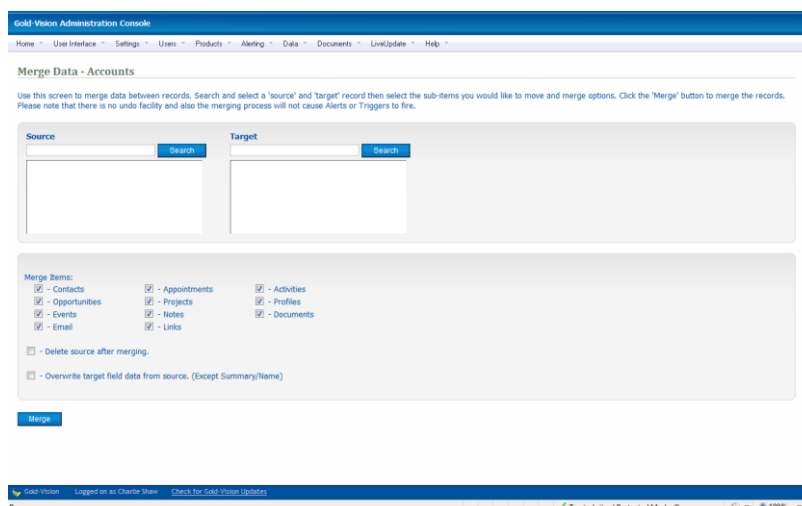 Gold-Vision Administration Console
Home User Interface Settings Users Products Alerting Data Documents LiveUpdate Help
Merge Data - Accounts
Use this screen to merge data between records. Search and select a 'source' and 'target' record then select the sub-items you would like to move and merge options. Click the 'Merge' button to merge the records.
Please note that there is no undo facility and also the merging process will not cause Alerts or Triggers to fire.
Source Target
Search Search
Merge Items:
- Contacts - Appointments - Activities
- Opportunities - Projects - Profiles
- Events - Notes - Documents
- Email - Links
- Delete source after merging.
- Overwrite target field data from source. (Except Summary/Name)
Merge
Gold-Vision Logged on as Charlie Shaw Check for Gold-Vision Updates